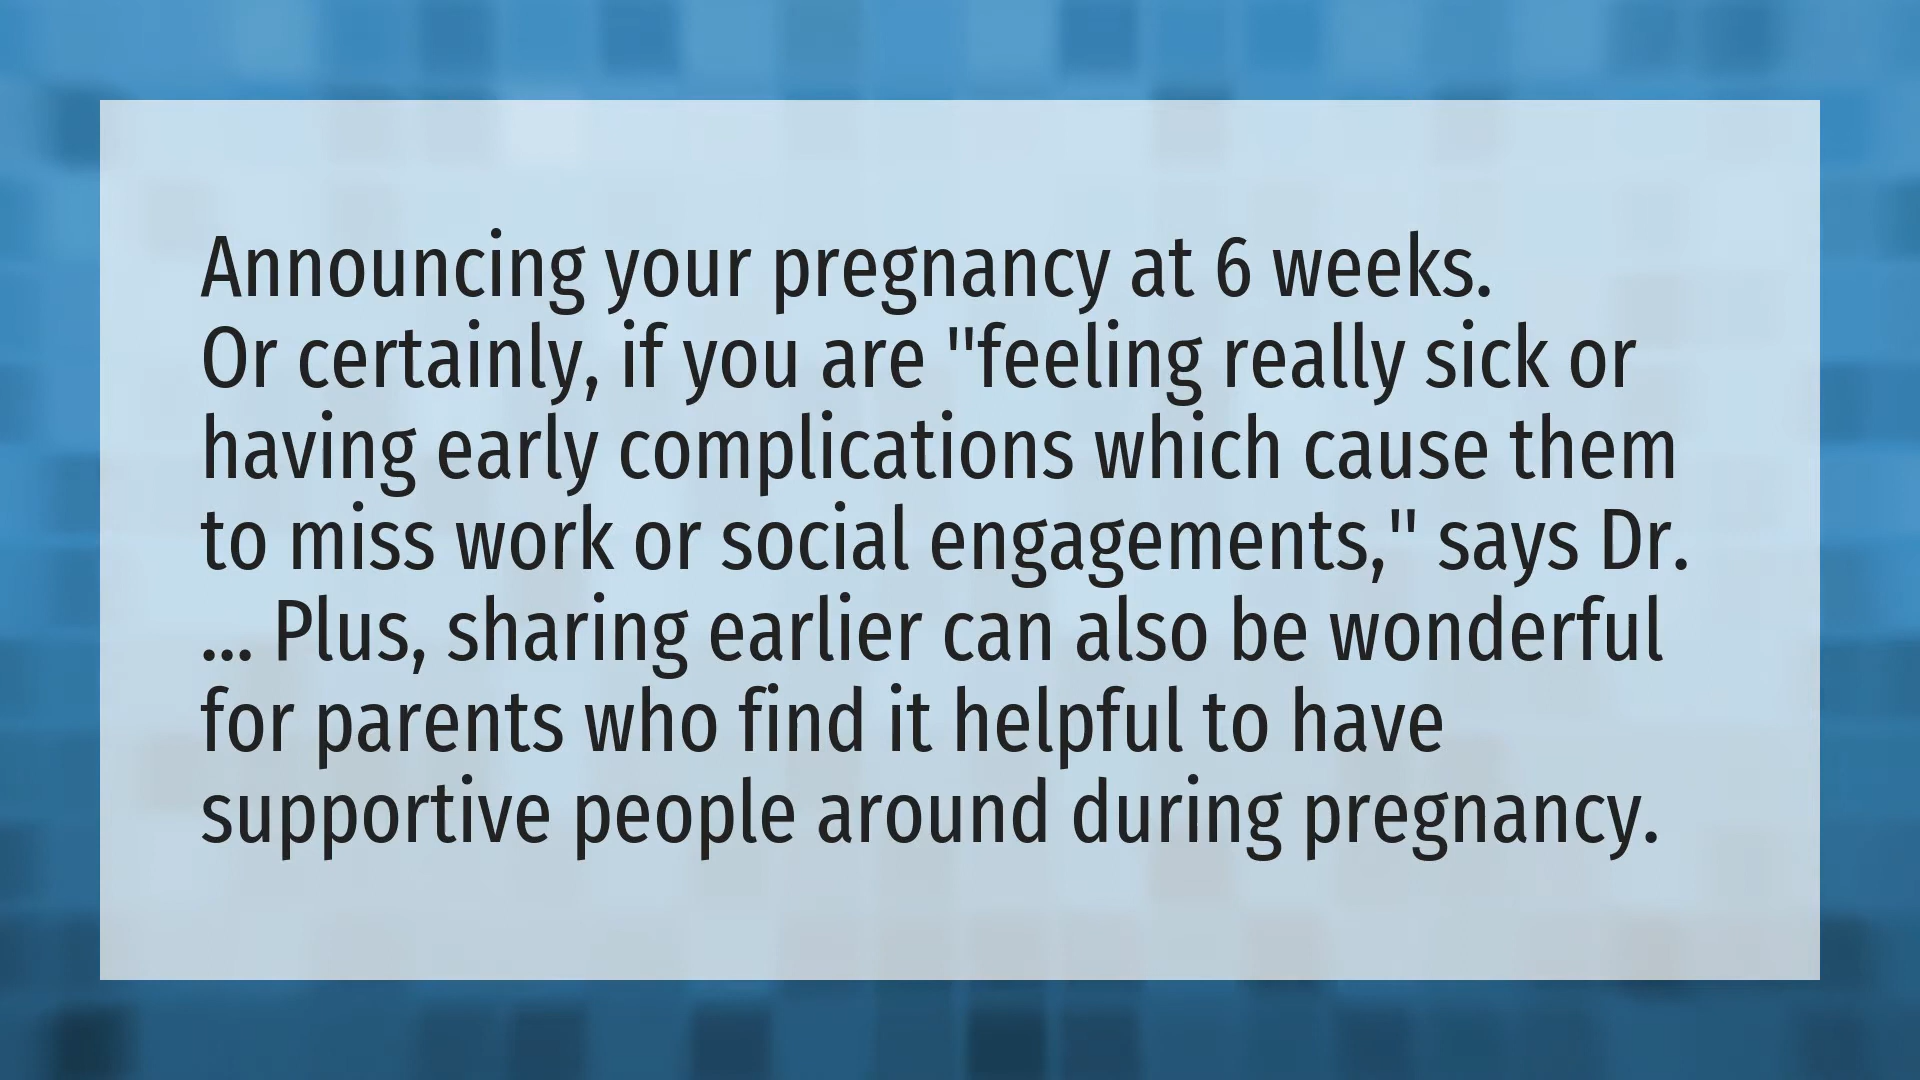 Announcing your pregnancy at 6 weeks.
Or certainly, if you are "feeling really sick or
having early complications which cause them
to miss work or social engagements," says Dr.
... Plus, sharing earlier can also be wonderful
for parents who find it helpful to have
supportive people around during pregnancy.